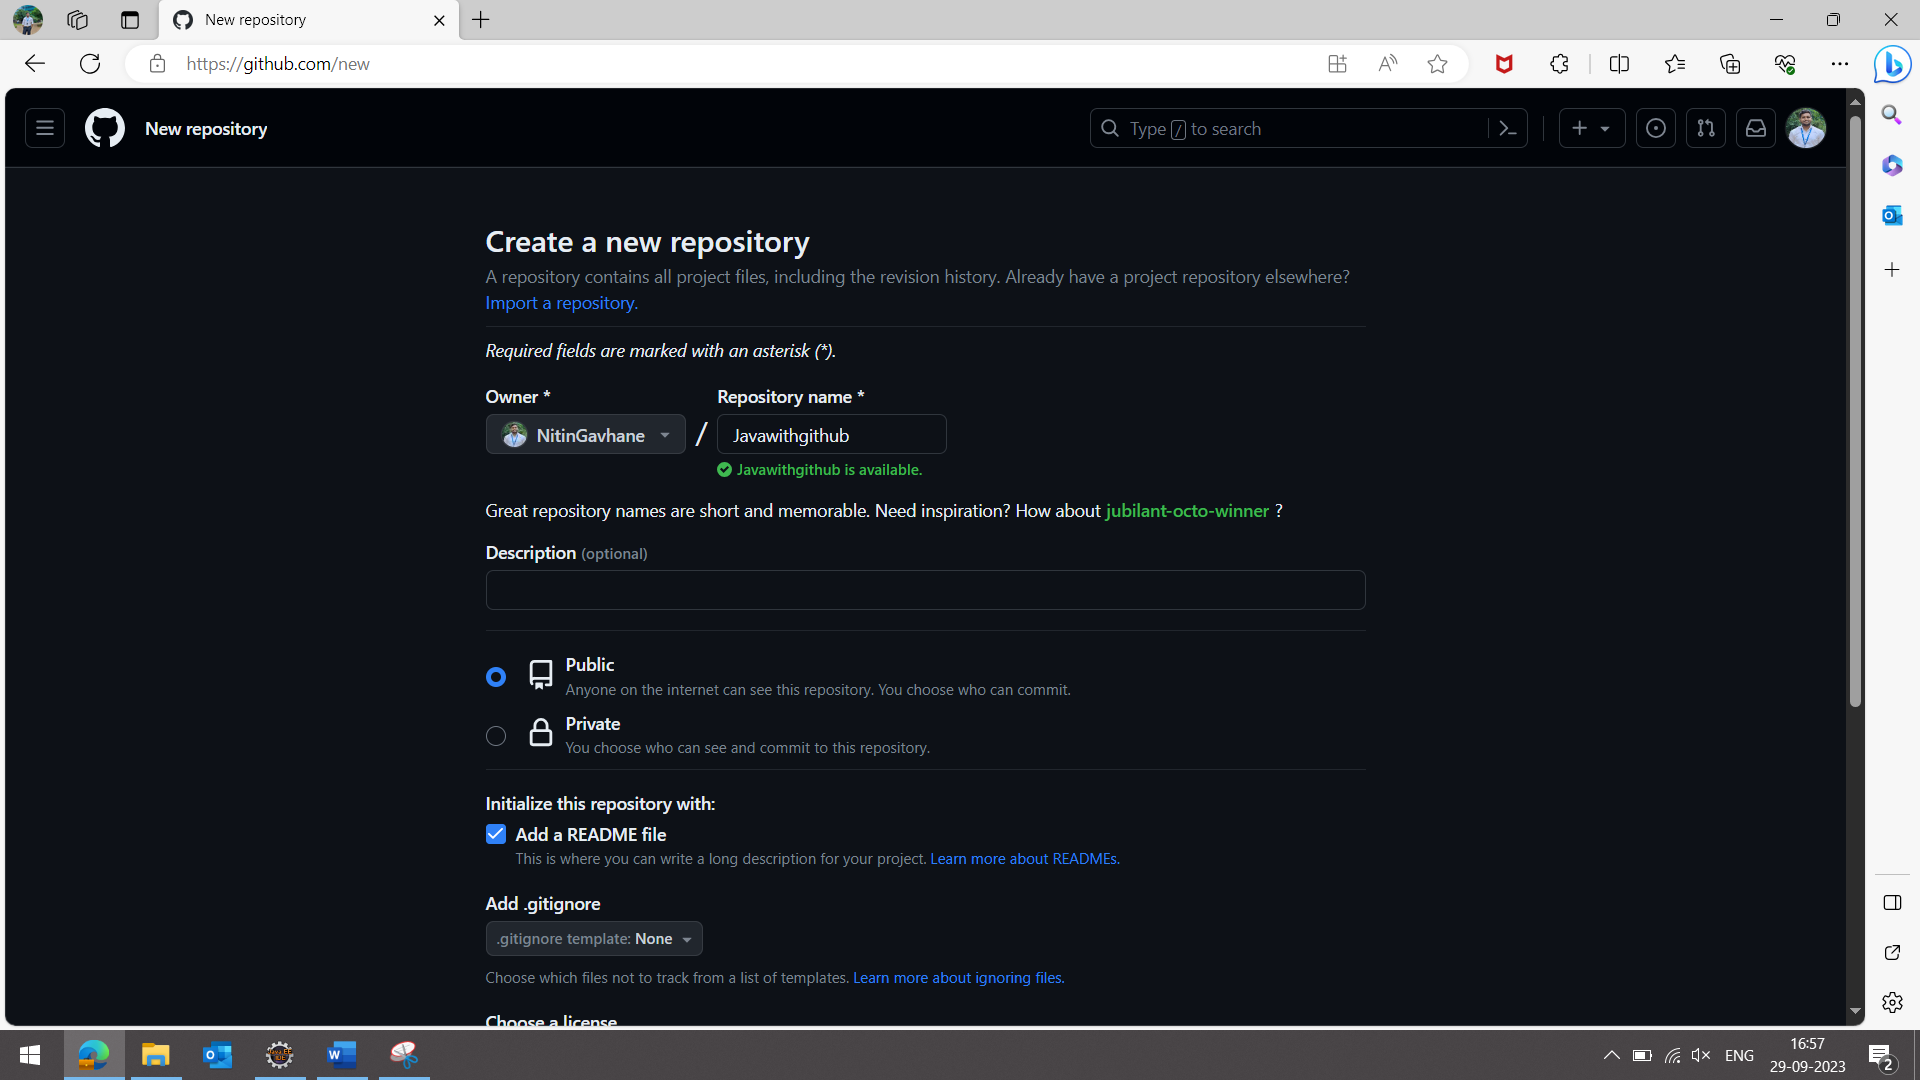 New repository
https://github.com/new
New repository
Type / to search
Create a new repository
A repository contains all project files, including the revision history. Already have a project repository elsewhere?
Import a repository.
Required fields are marked with an asterisk (*).
Owner *
Repository name *
NitinGavhane
/
Javawithgithub
Javawithgithub is available.
Great repository names are short and memorable. Need inspiration? How about jubilant-octo-winner ?
Description (optional)
Public
Anyone on the internet can see this repository. You choose who can commit.
Private
You choose who can see and commit to this repository.
Initialize this repository with:
Add a README file
This is where you can write a long description for your project. Learn more about READMEs.
Add .gitignore
.gitignore template: None
Choose which files not to track from a list of templates. Learn more about ignoring files.
Choose a license
ENG
16:57
29-09-2023
2